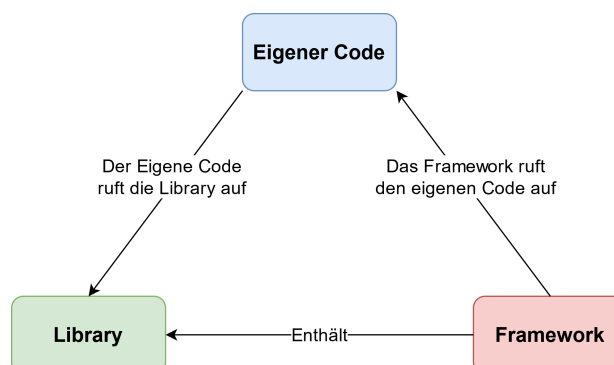 Eigener Code
Der Eigene Code
ruft die Library auf
Das Framework ruft
den eigenen Code auf
Library
Enthält
Framework